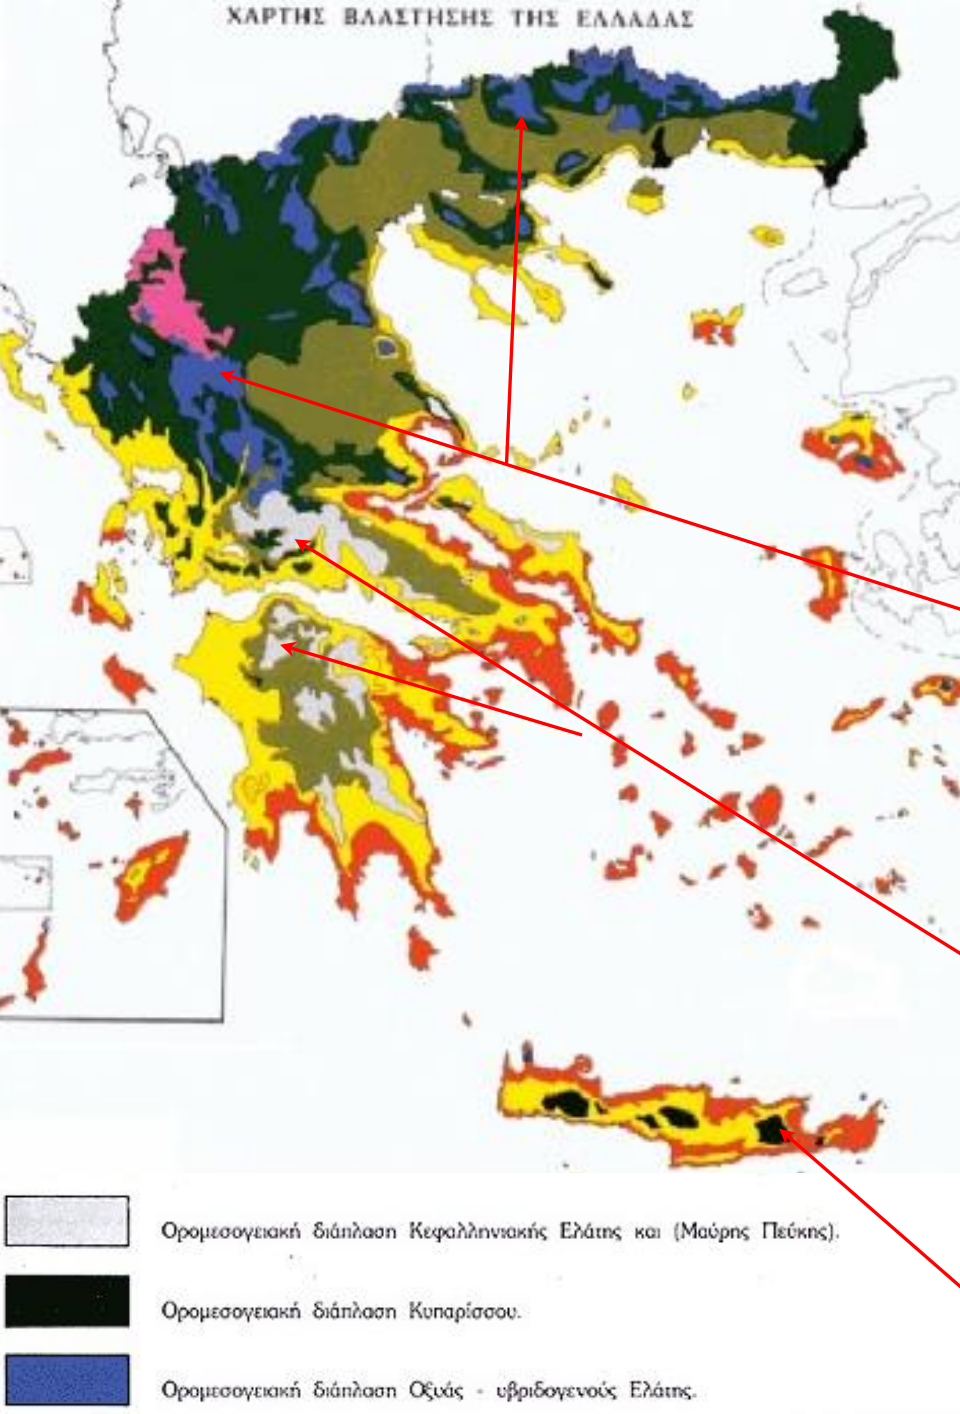 ΧΑΡΤΗΣ ΒΛΑΣΤΗΣΗΣ ΤΗΣ ΕΛΛΑΔΑΣ
Ορομεσογειακή διάπλαση Κεφαλληνιακής Ελάτης και (Μαύρης Πεύκης).
Ορομεσογειακή διάπλαση Κυπαρίσσου.
Ορομεσογειακή διάπλαση Οξυάς - υβριδογενούς Ελάτης.